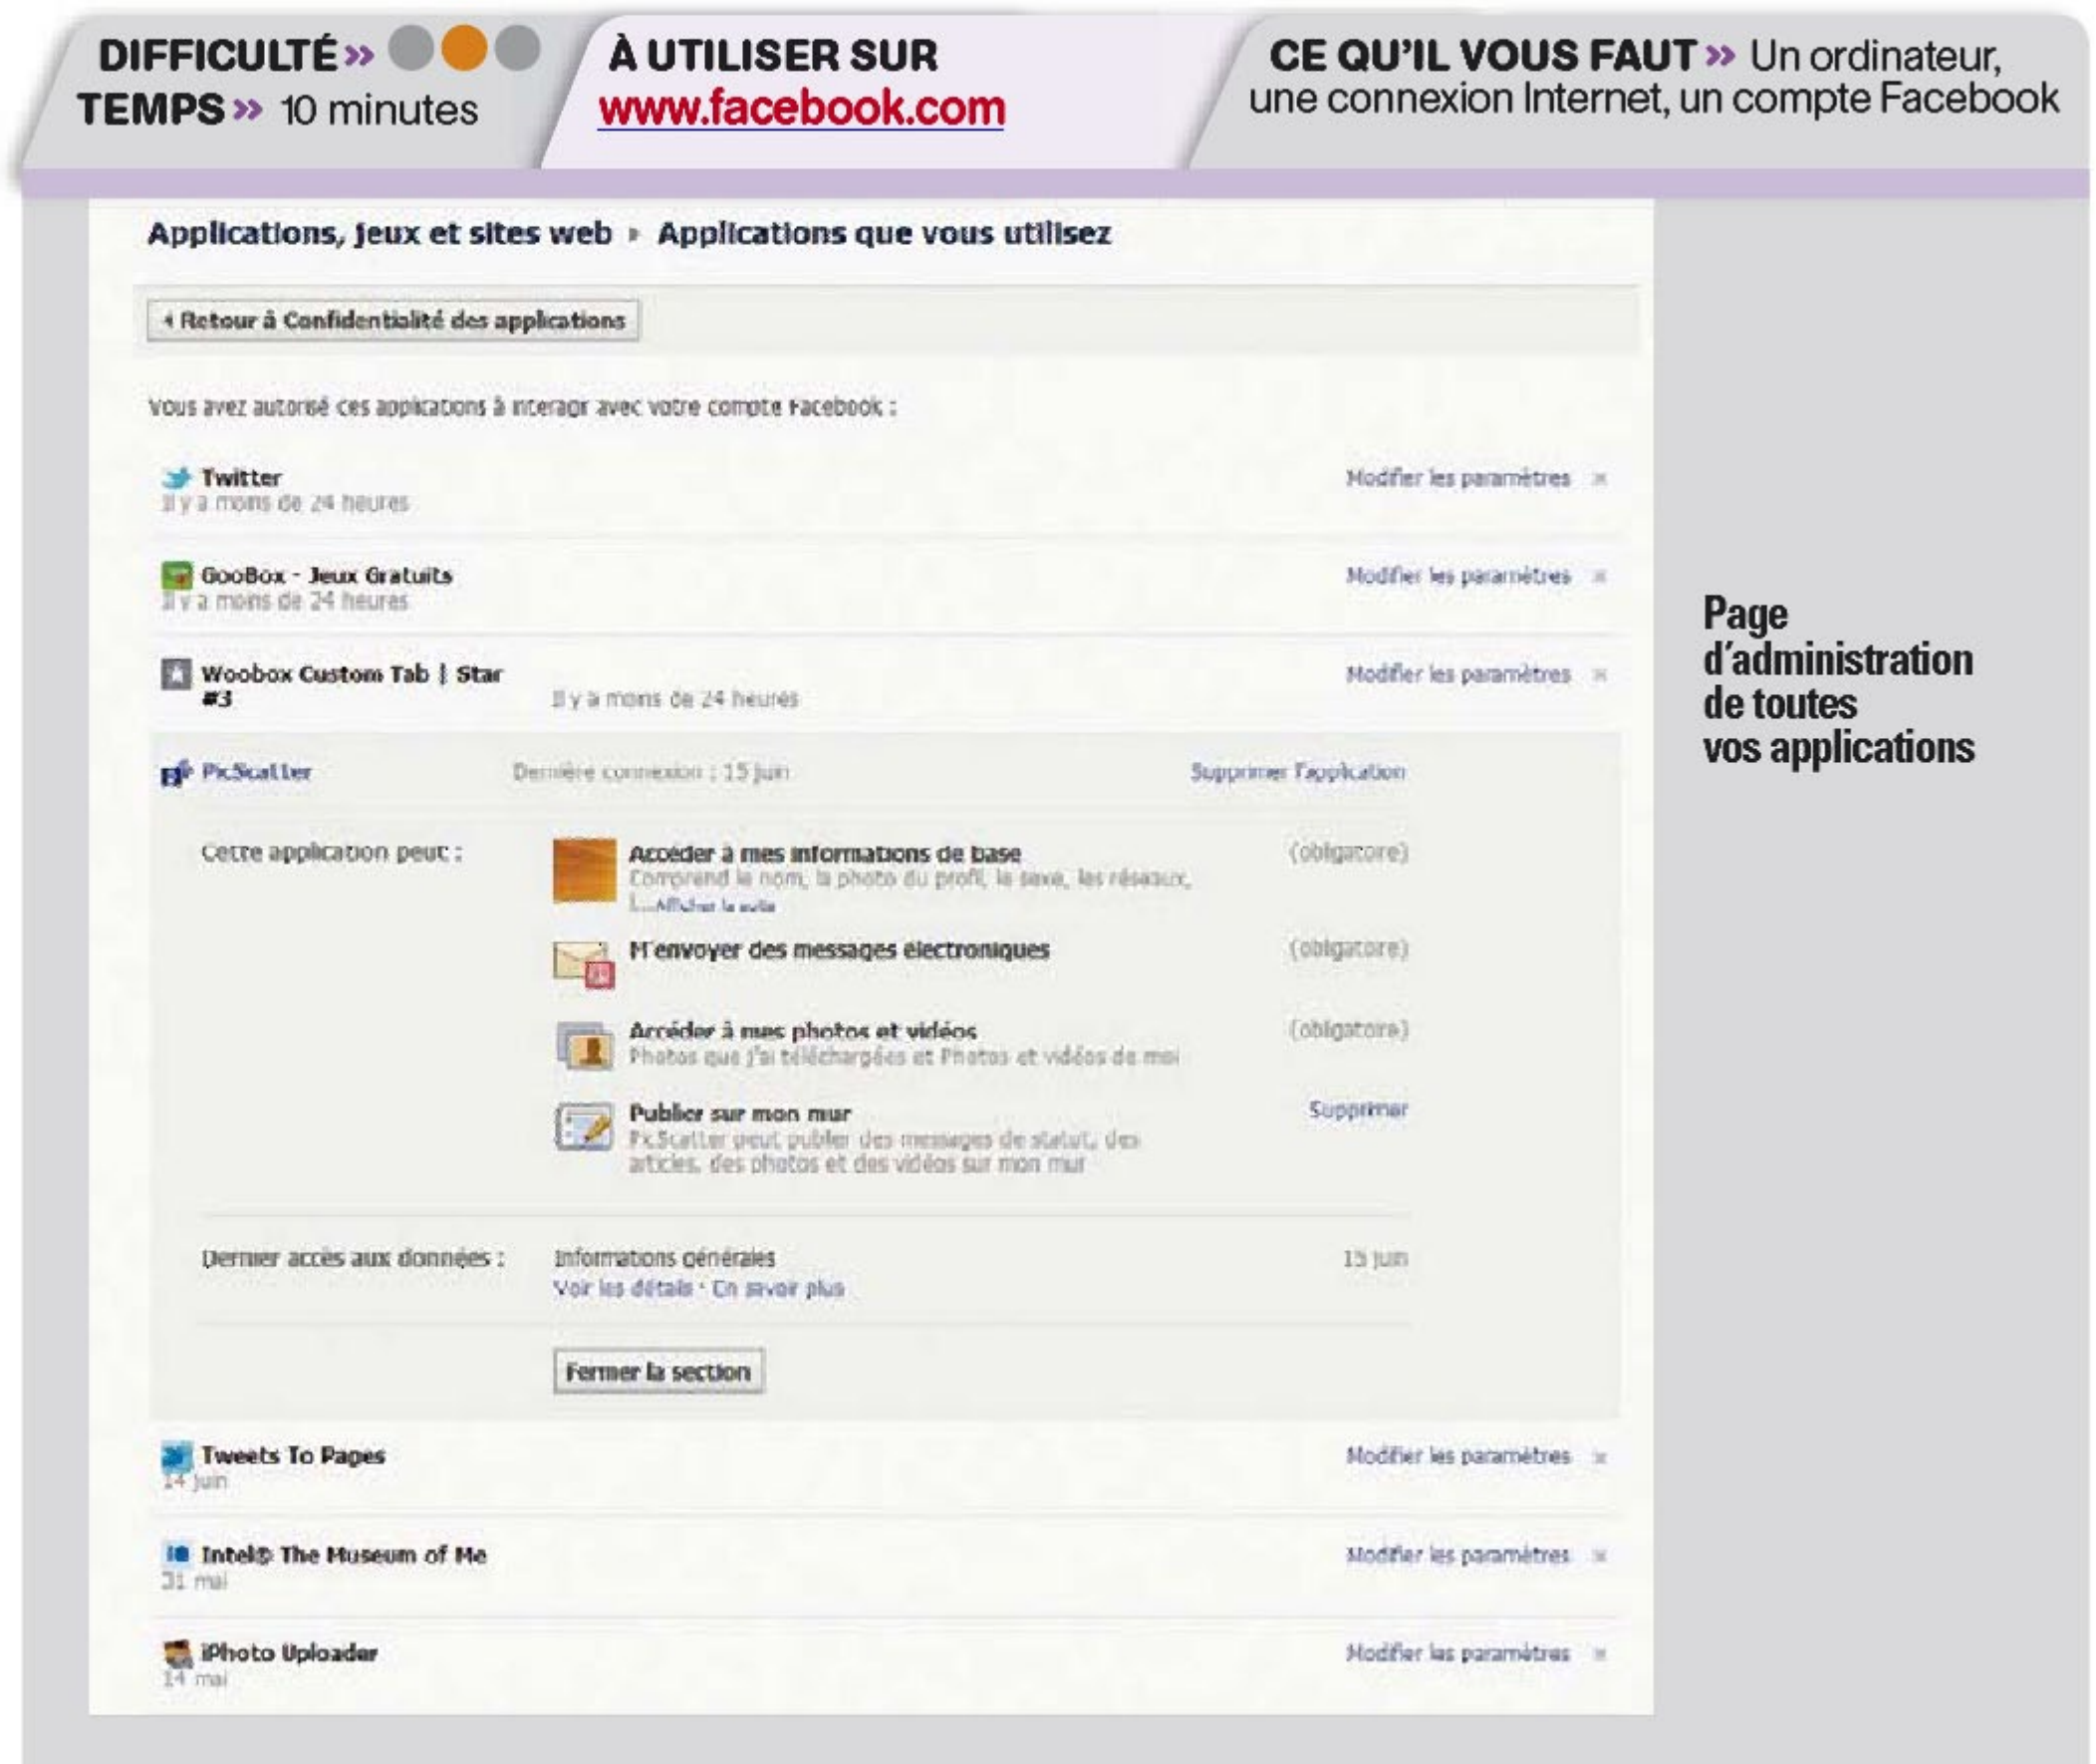 DIFFICULTÉ»
TEMPS» 10 minutes
À UTILISER SUR
www.facebook.com
CE QU'IL VOUS FAUT» Un ordinateur,
une connexion Internet, un compte Facebook
Applications, jeux et sites web ▸ Applications que vous utilisez
Retour à Confidentialité des applications
Vous avez autorisé ces applications à interagir avec votre compte Facebook :
Twitter
Modifier les paramètres ×
Il y a moins de 24 heures
GooBox - Jeux Gratuits
Modifier les paramètres ×
Il y a moins de 24 heures
Woobox Custom Tab | Star
#3
Il y a moins de 24 heures
Modifier les paramètres ×
Page
d'administration
de toutes
vos applications
PicScatter
Dernière connexion : 15 juin
Supprimer l'application
Cette application peut :
Accéder à mes informations de base
(obligatoire)
Comprend le nom, la photo du profil, le sexe, les réseaux,
l...Afficher la suite
M'envoyer des messages électroniques
(obligatoire)
Accéder à mes photos et vidéos
(obligatoire)
Photos que j'ai téléchargées et Photos et vidéos de moi
Publier sur mon mur
Supprimer
PicScatter peut publier des messages de statut, des
articles, des photos et des vidéos sur mon mur
Dernier accès aux données :
Informations générales
15 juin
Voir les détails · En savoir plus
Fermer la section
Tweets To Pages
Modifier les paramètres ×
14 juin
Intel® The Museum of Me
Modifier les paramètres ×
31 mai
iPhoto Uploader
Modifier les paramètres ×
14 mai